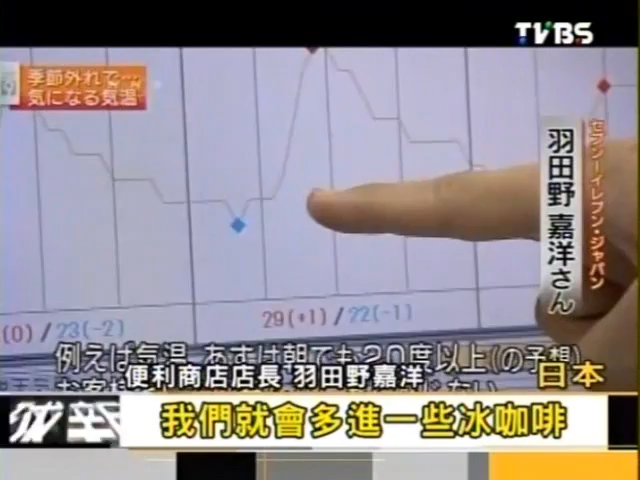 TVBS
季節外れで…
気になる気温
セブン―イレブン・ジャパン
羽田野 嘉洋さん
(0)/23(-2)
29(+1)/22(-1)
例えば気温 あすは朝でも20度以上(の予想)
便利商店店長 羽田野嘉洋
日本
我們就會多進一些冰咖啡